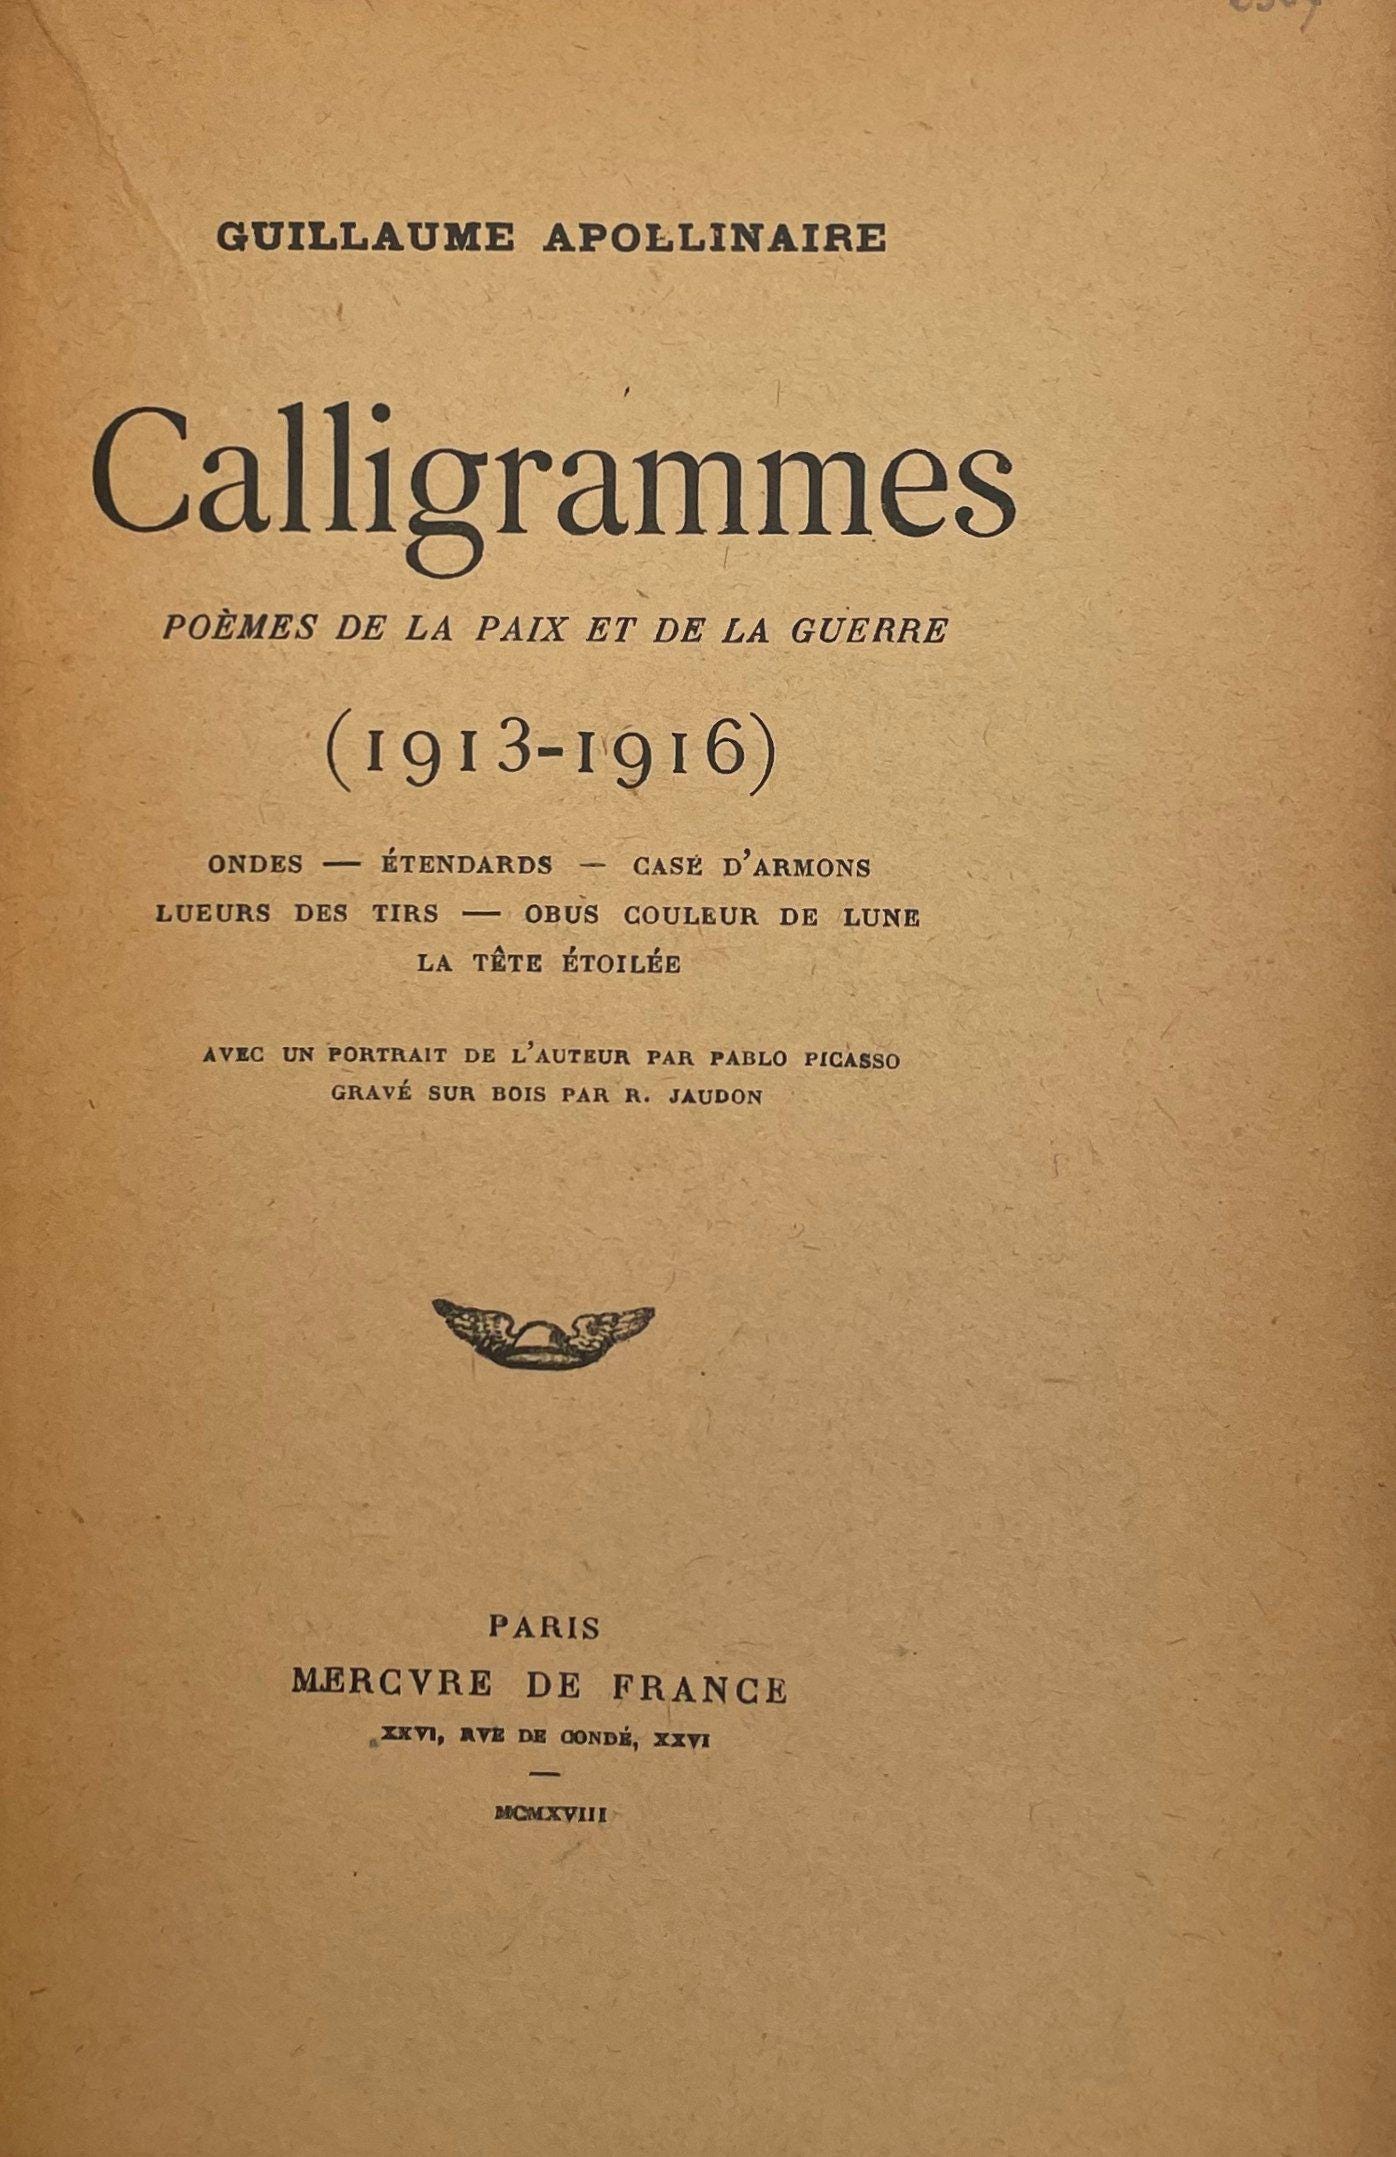 GUILLAUME APOLLINAIRE
Calligrammes
POÈMES DE LA PAIX ET DE LA GUERRE
(1913-1916)
ONDES — ÉTENDARDS — CASE D'ARMONS
LUEURS DES TIRS — OBUS COULEUR DE LUNE
LA TÊTE ÉTOILÉE
AVEC UN PORTRAIT DE L'AUTEUR PAR PABLO PICASSO
GRAVÉ SUR BOIS PAR R. JAUDON
PARIS
MERCVRE DE FRANCE
XXVI, RVE DE CONDÉ, XXVI
MCMXVIII